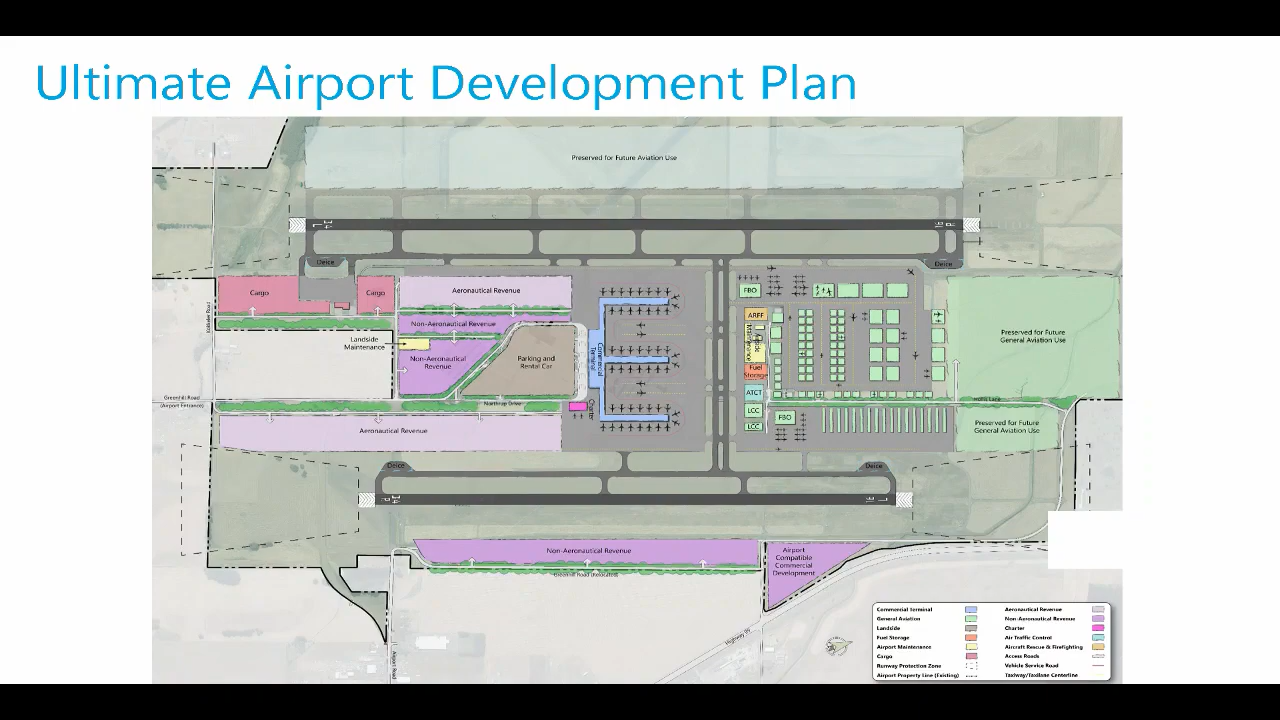 Ultimate Airport Development Plan
Preserved for Future Aviation Use
Deice
Deice
Cargo
Cargo
Aeronautical Revenue
Non-Aeronautical Revenue
Landside
Maintenance
Non-Aeronautical
Revenue
Parking and
Rental Car
Commercial
Terminal
Charter
FBO
ARFF
Fuel
Storage
ATCT
LCC
LCC
FBO
Preserved for Future
General Aviation Use
Preserved for Future
General Aviation Use
Greenhill Road
(Airport Entrance)
Northrup Drive
Aeronautical Revenue
Deice
Deice
Non-Aeronautical Revenue
Greenhill Road (Relocated)
Airport
Compatible
Commercial
Development
Commercial Terminal
General Aviation
Landside
Fuel Storage
Airport Maintenance
Cargo
Runway Protection Zone
Airport Property Line (Existing)
Aeronautical Revenue
Non-Aeronautical Revenue
Charter
Air Traffic Control
Aircraft Rescue & Firefighting
Access Roads
Vehicle Service Road
Taxiway/Taxilane Centerline